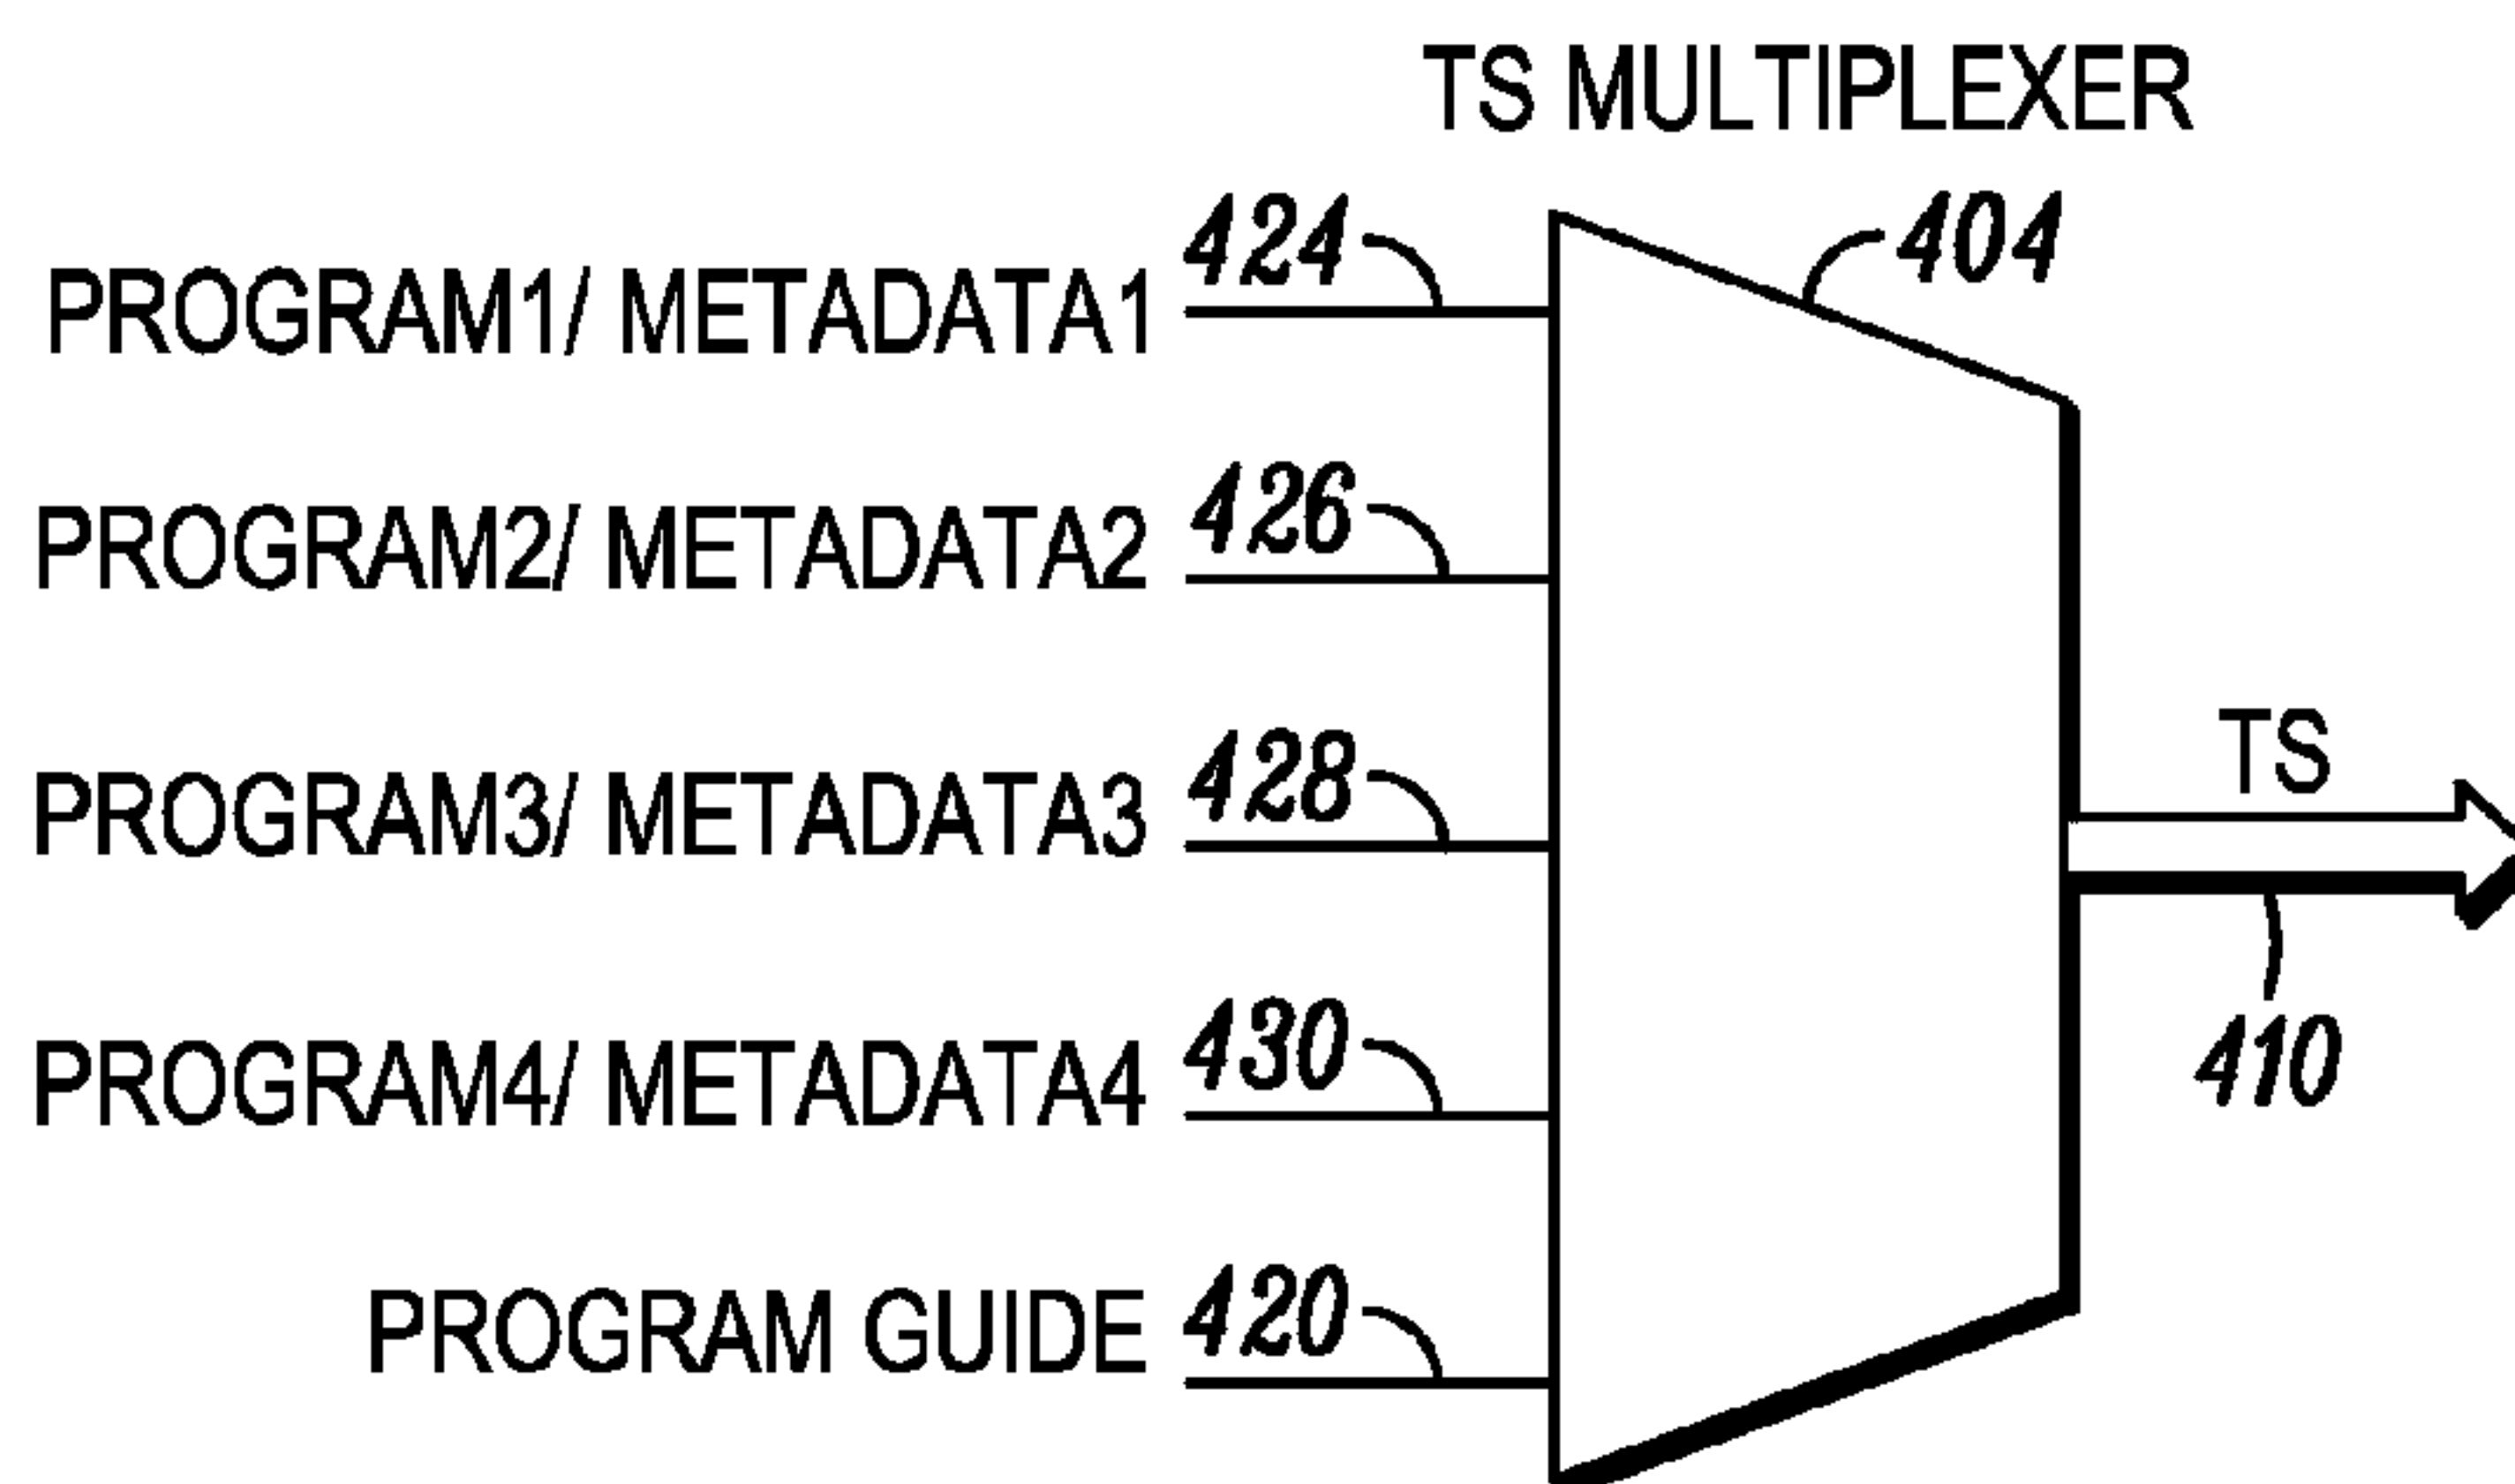 TS MULTIPLEXER
404
PROGRAM1/ METADATA1 424
PROGRAM2/ METADATA2 426
PROGRAM3/ METADATA3 428
TS
PROGRAM4/ METADATA4 430
410
PROGRAM GUIDE 420